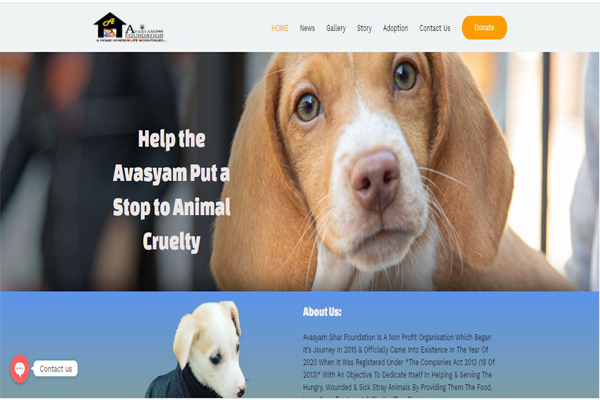 A
AVASYAM GHAR
FOUNDATION
A HOME WHERE LIFE CONTINUES...
HOME News Gallery Story Adoption Contact Us Donate
Help the
Avasyam Put a
Stop to Animal
Cruelty
About Us:
Avasyam Ghar Foundation Is A Non Profit Organisation Which Began
It's Journey In 2015 & Officially Came Into Existence In The Year Of
2020 When It Was Registered Under "The Companies Act 2013 (18 Of
2013)" With An Objective To Dedicate Itself In Helping & Serving The
Hungry, Wounded & Sick Stray Animals By Providing Them The Food,
Contact us